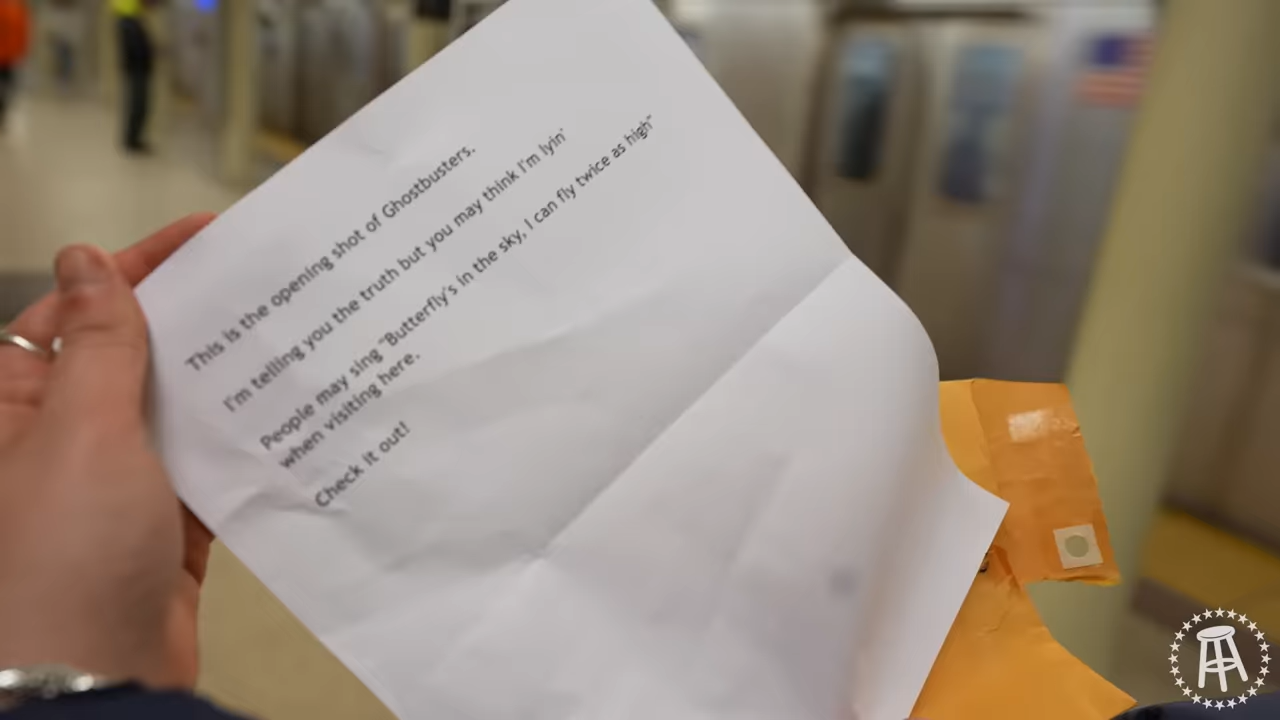 This is the opening shot of Ghostbusters.
I'm telling you the truth but you may think I'm lyin'
People may sing "Butterfly's in the sky, I can fly twice as high"
when visiting here.
Check it out!